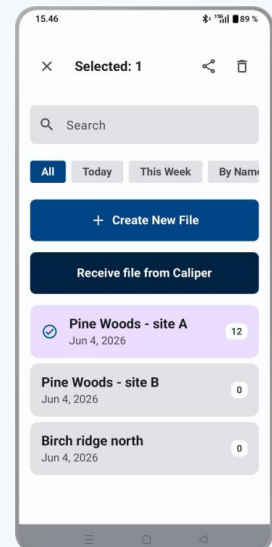 15.46
89 %
Selected: 1
Search
All Today This Week By Name
Create New File
Receive file from Caliper
Pine Woods - site A
Jun 4, 2026
12
Pine Woods - site B
Jun 4, 2026
0
Birch ridge north
Jun 4, 2026
0